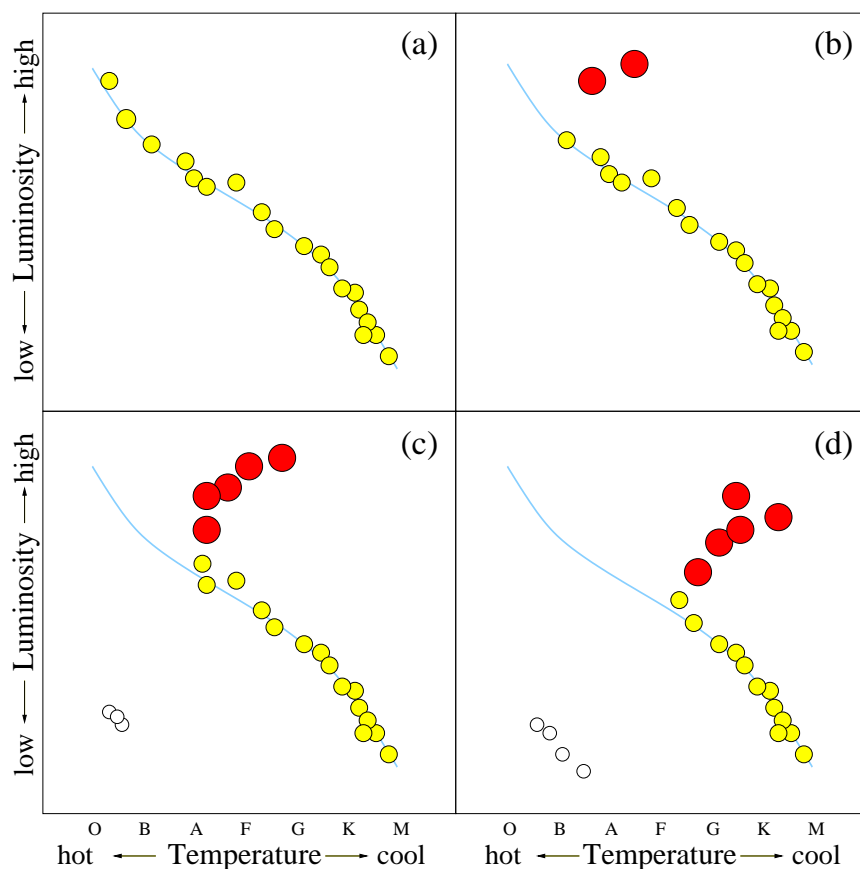 (a)
(b)
high
Luminosity
low
(c)
(d)
high
Luminosity
low
O B A F G K M
O B A F G K M
hot Temperature cool
hot Temperature cool